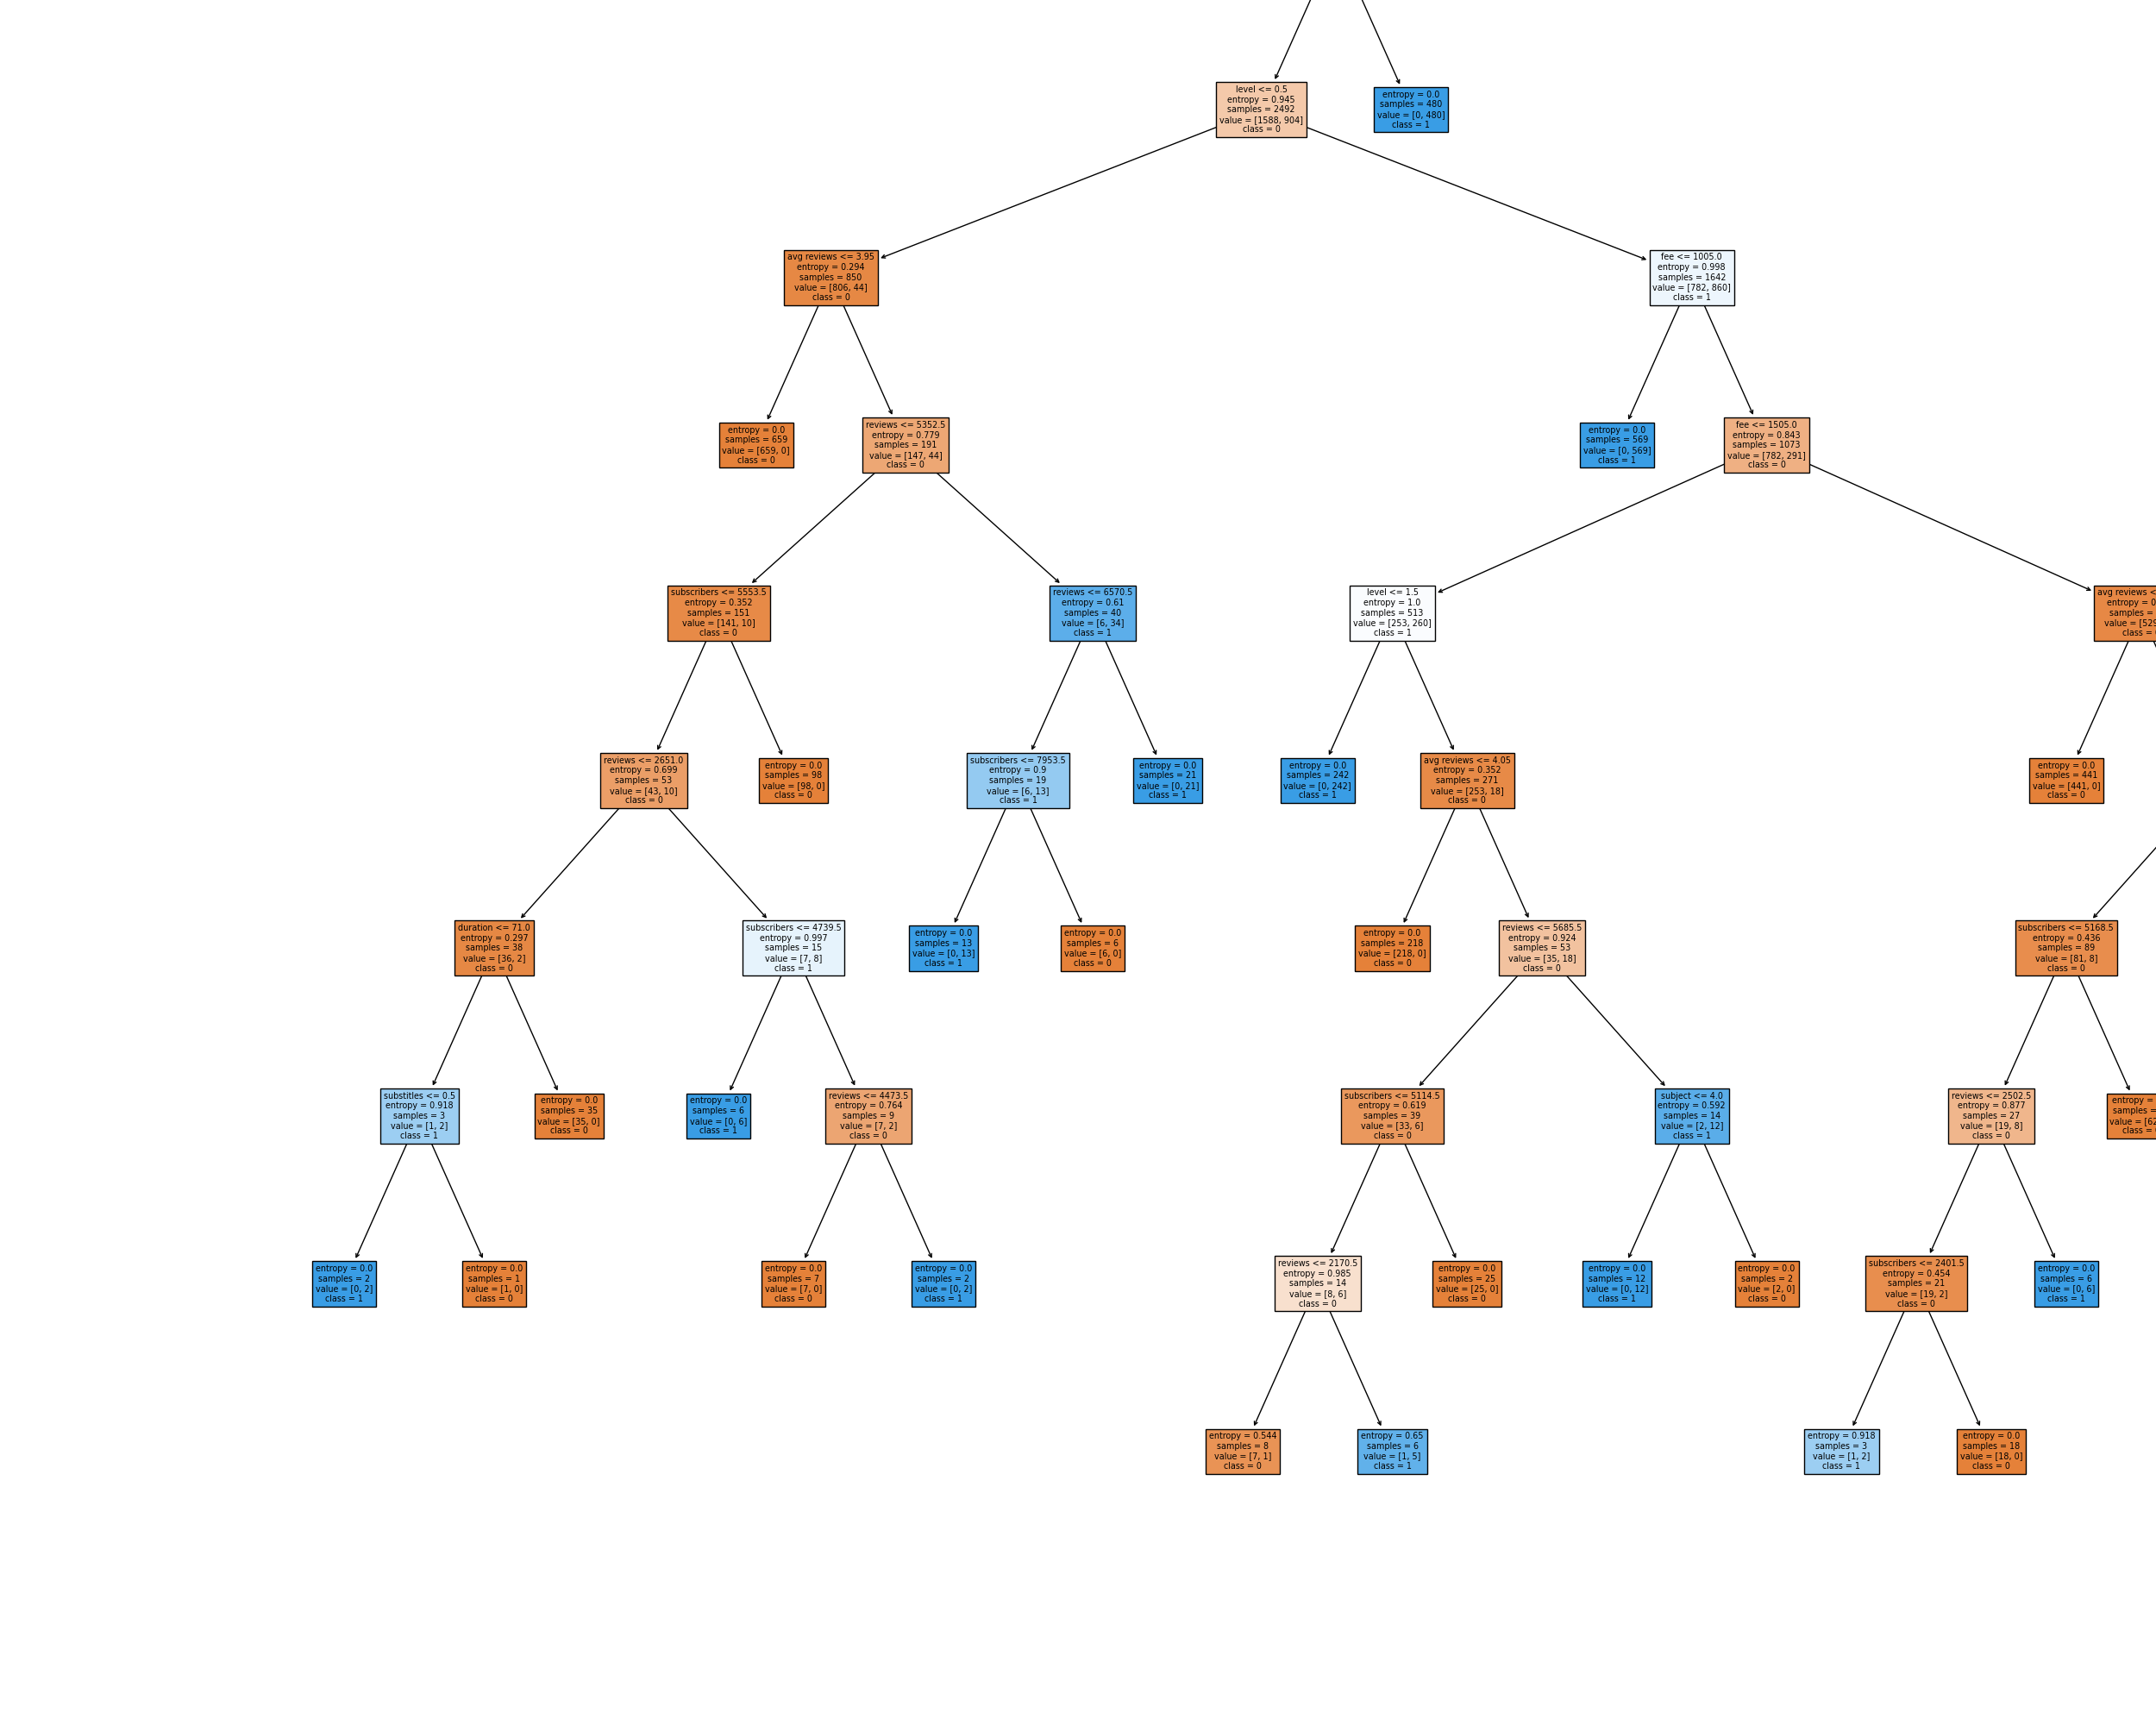 level <= 0.5
entropy = 0.945
samples = 2492
value = [1588, 904]
class = 0
entropy = 0.0
samples = 480
value = [0, 480]
class = 1
avg reviews <= 3.95
entropy = 0.294
samples = 850
value = [806, 44]
class = 0
fee <= 1005.0
entropy = 0.998
samples = 1642
value = [782, 860]
class = 1
entropy = 0.0
samples = 659
value = [659, 0]
class = 0
reviews <= 5352.5
entropy = 0.779
samples = 191
value = [147, 44]
class = 0
entropy = 0.0
samples = 569
value = [0, 569]
class = 1
fee <= 1505.0
entropy = 0.843
samples = 1073
value = [782, 291]
class = 0
subscribers <= 5553.5
entropy = 0.352
samples = 151
value = [141, 10]
class = 0
reviews <= 6570.5
entropy = 0.61
samples = 40
value = [6, 34]
class = 1
level <= 1.5
entropy = 1.0
samples = 513
value = [253, 260]
class = 1
avg reviews <
entropy = 0
samples =
value = [529
class =
reviews <= 2651.0
entropy = 0.699
samples = 53
value = [43, 10]
class = 0
entropy = 0.0
samples = 98
value = [98, 0]
class = 0
subscribers <= 7953.5
entropy = 0.9
samples = 19
value = [6, 13]
class = 1
entropy = 0.0
samples = 21
value = [0, 21]
class = 1
entropy = 0.0
samples = 242
value = [0, 242]
class = 1
avg reviews <= 4.05
entropy = 0.352
samples = 271
value = [253, 18]
class = 0
entropy = 0.0
samples = 441
value = [441, 0]
class = 0
duration <= 71.0
entropy = 0.297
samples = 38
value = [36, 2]
class = 0
subscribers <= 4739.5
entropy = 0.997
samples = 15
value = [7, 8]
class = 1
entropy = 0.0
samples = 13
value = [0, 13]
class = 1
entropy = 0.0
samples = 6
value = [6, 0]
class = 0
entropy = 0.0
samples = 218
value = [218, 0]
class = 0
reviews <= 5685.5
entropy = 0.924
samples = 53
value = [35, 18]
class = 0
subscribers <= 5168.5
entropy = 0.436
samples = 89
value = [81, 8]
class = 0
substitles <= 0.5
entropy = 0.918
samples = 3
value = [1, 2]
class = 1
entropy = 0.0
samples = 35
value = [35, 0]
class = 0
entropy = 0.0
samples = 6
value = [0, 6]
class = 1
reviews <= 4473.5
entropy = 0.764
samples = 9
value = [7, 2]
class = 0
subscribers <= 5114.5
entropy = 0.619
samples = 39
value = [33, 6]
class = 0
subject <= 4.0
entropy = 0.592
samples = 14
value = [2, 12]
class = 1
reviews <= 2502.5
entropy = 0.877
samples = 27
value = [19, 8]
class = 0
entropy =
samples =
value = [62
class =
entropy = 0.0
samples = 2
value = [0, 2]
class = 1
entropy = 0.0
samples = 1
value = [1, 0]
class = 0
entropy = 0.0
samples = 7
value = [7, 0]
class = 0
entropy = 0.0
samples = 2
value = [0, 2]
class = 1
reviews <= 2170.5
entropy = 0.985
samples = 14
value = [8, 6]
class = 0
entropy = 0.0
samples = 25
value = [25, 0]
class = 0
entropy = 0.0
samples = 12
value = [0, 12]
class = 1
entropy = 0.0
samples = 2
value = [2, 0]
class = 0
subscribers <= 2401.5
entropy = 0.454
samples = 21
value = [19, 2]
class = 0
entropy = 0.0
samples = 6
value = [0, 6]
class = 1
entropy = 0.544
samples = 8
value = [7, 1]
class = 0
entropy = 0.65
samples = 6
value = [1, 5]
class = 1
entropy = 0.918
samples = 3
value = [1, 2]
class = 1
entropy = 0.0
samples = 18
value = [18, 0]
class = 0